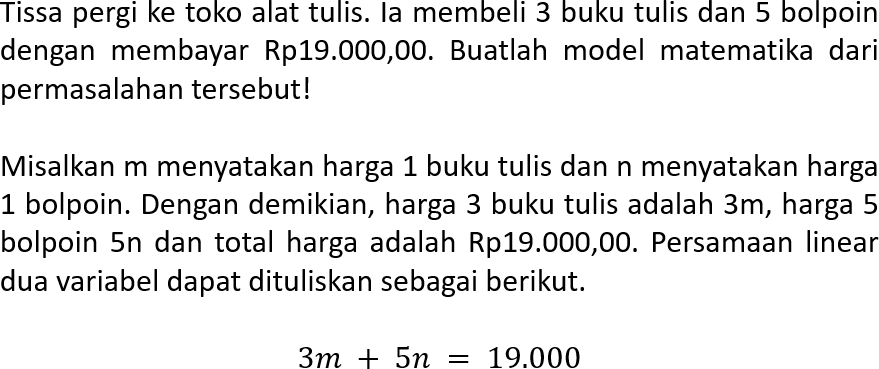 Tissa pergi ke toko alat tulis. Ia membeli 3 buku tulis dan 5 bolpoin
dengan membayar Rp19.000,00. Buatlah model matematika dari
permasalahan tersebut!
Misalkan m menyatakan harga 1 buku tulis dan n menyatakan harga
1 bolpoin. Dengan demikian, harga 3 buku tulis adalah 3m, harga 5
bolpoin 5n dan total harga adalah Rp19.000,00. Persamaan linear
dua variabel dapat dituliskan sebagai berikut.
3m + 5n = 19.000